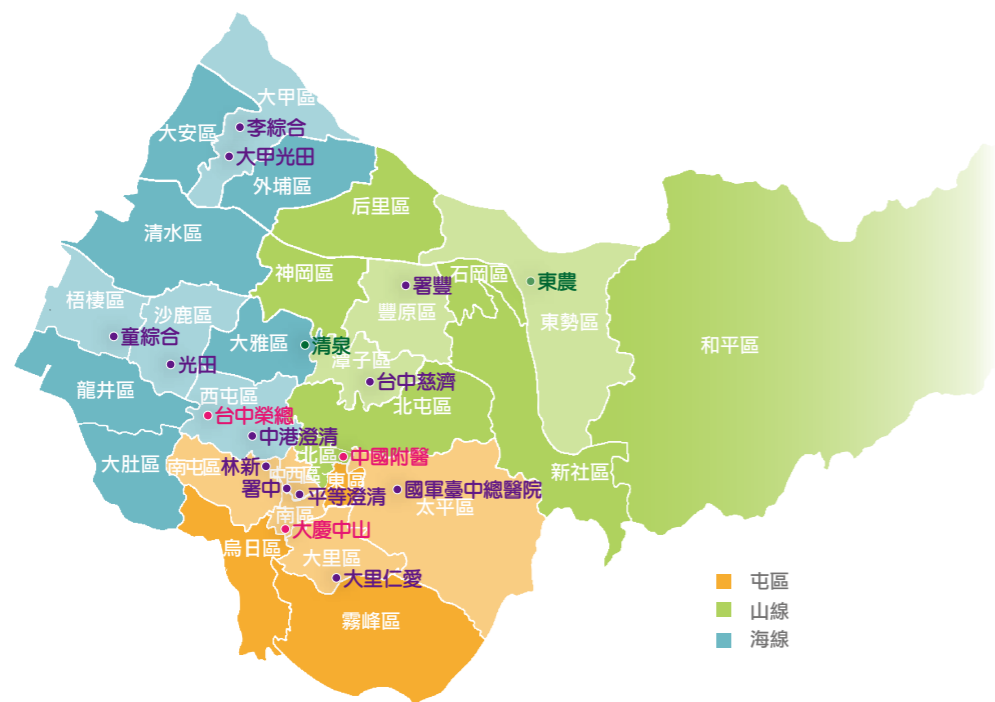 大甲區
李綜合
大安區
大甲光田
外埔區
后里區
清水區
神岡區
石岡區
東農
署豐
梧棲區
沙鹿區
豐原區
東勢區
童綜合
大雅區
清泉
和平區
光田
潭子區
台中慈濟
龍井區
西屯區
北屯區
台中榮總
中港澄清
大肚區
南屯區
林新
北區
中國附醫
新社區
中西區
東區
署中
平等澄清
國軍臺中總醫院
太平區
南區
大慶中山
烏日區
大里區
大里仁愛
霧峰區
屯區
山線
海線